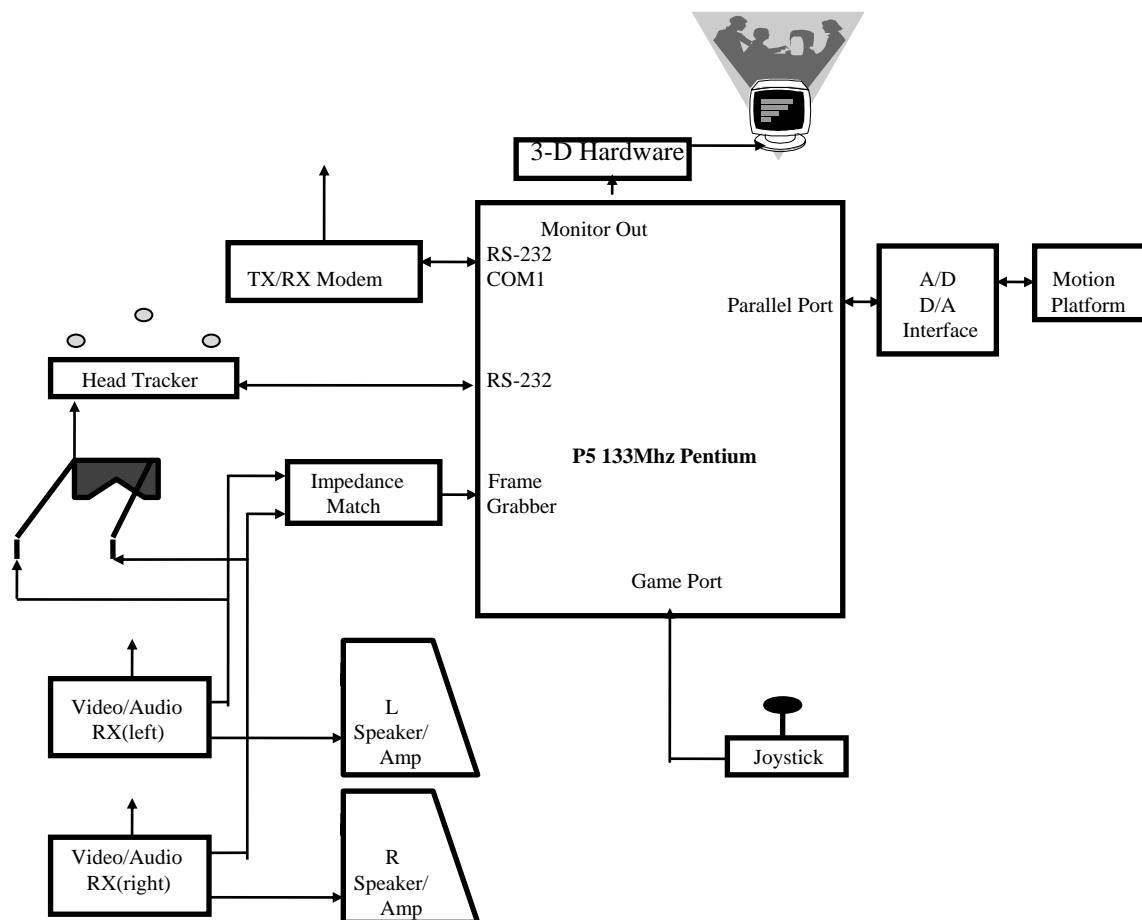 3-D Hardware
Monitor Out
RS-232
COM1
TX/RX Modem
Parallel Port
A/D
D/A
Interface
Motion
Platform
Head Tracker
RS-232
P5 133Mhz Pentium
Impedance
Match
Frame
Grabber
Game Port
Video/Audio
RX(left)
L
Speaker/
Amp
Joystick
Video/Audio
RX(right)
R
Speaker/
Amp